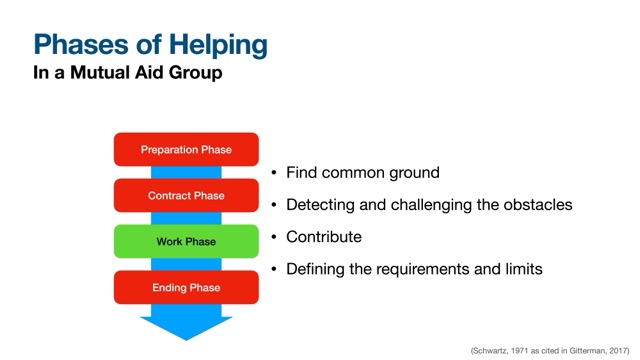 Phases of Helping
In a Mutual Aid Group
Preparation Phase
Contract Phase
Work Phase
Ending Phase
• Find common ground
• Detecting and challenging the obstacles
• Contribute
• Defining the requirements and limits
(Schwartz, 1971 as cited in Gitterman, 2017)